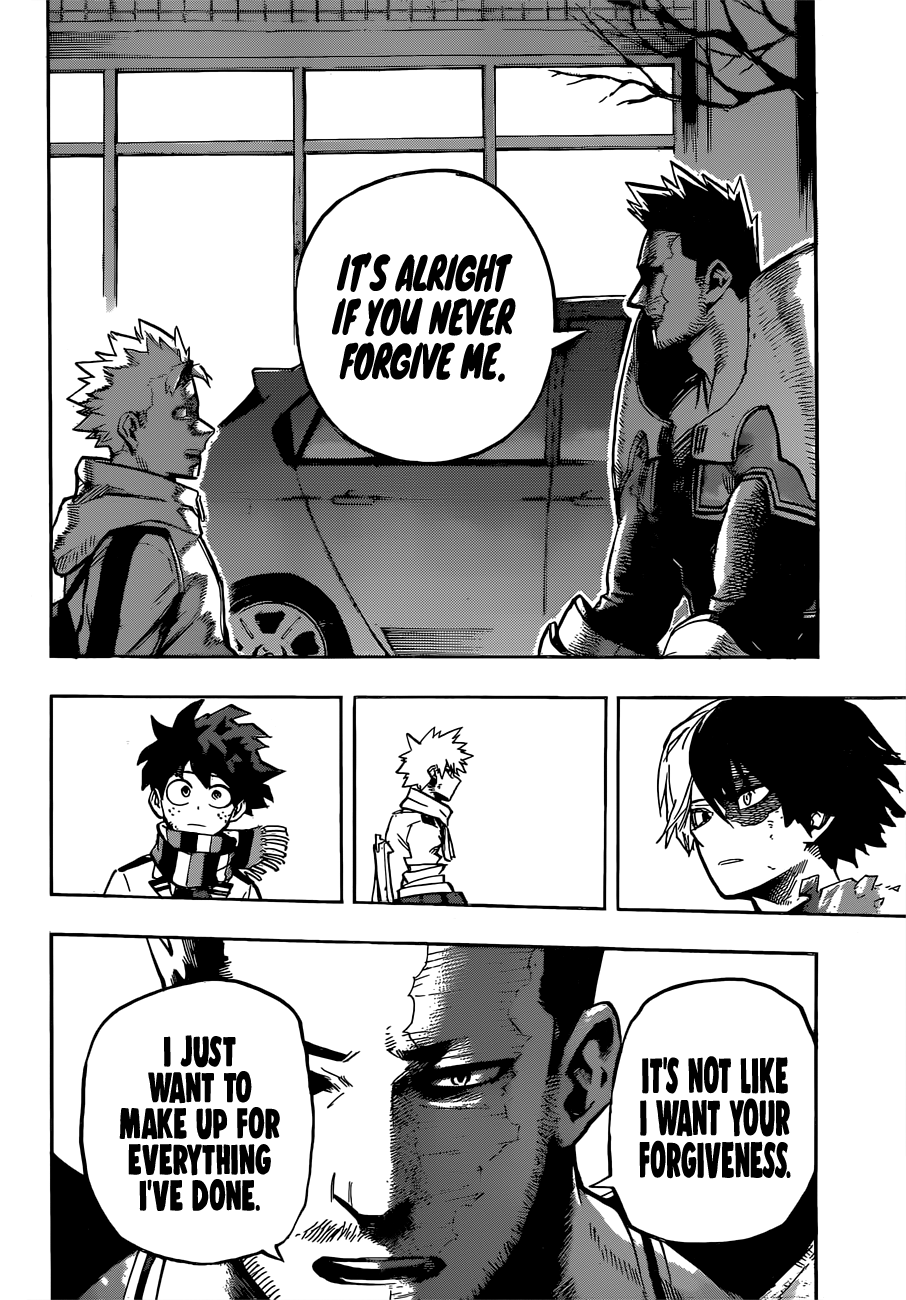 IT'S ALRIGHT
IF YOU NEVER
FORGIVE ME.
IT'S NOT LIKE
I WANT YOUR
FORGIVENESS.
I JUST
WANT TO
MAKE UP FOR
EVERYTHING
I'VE DONE.